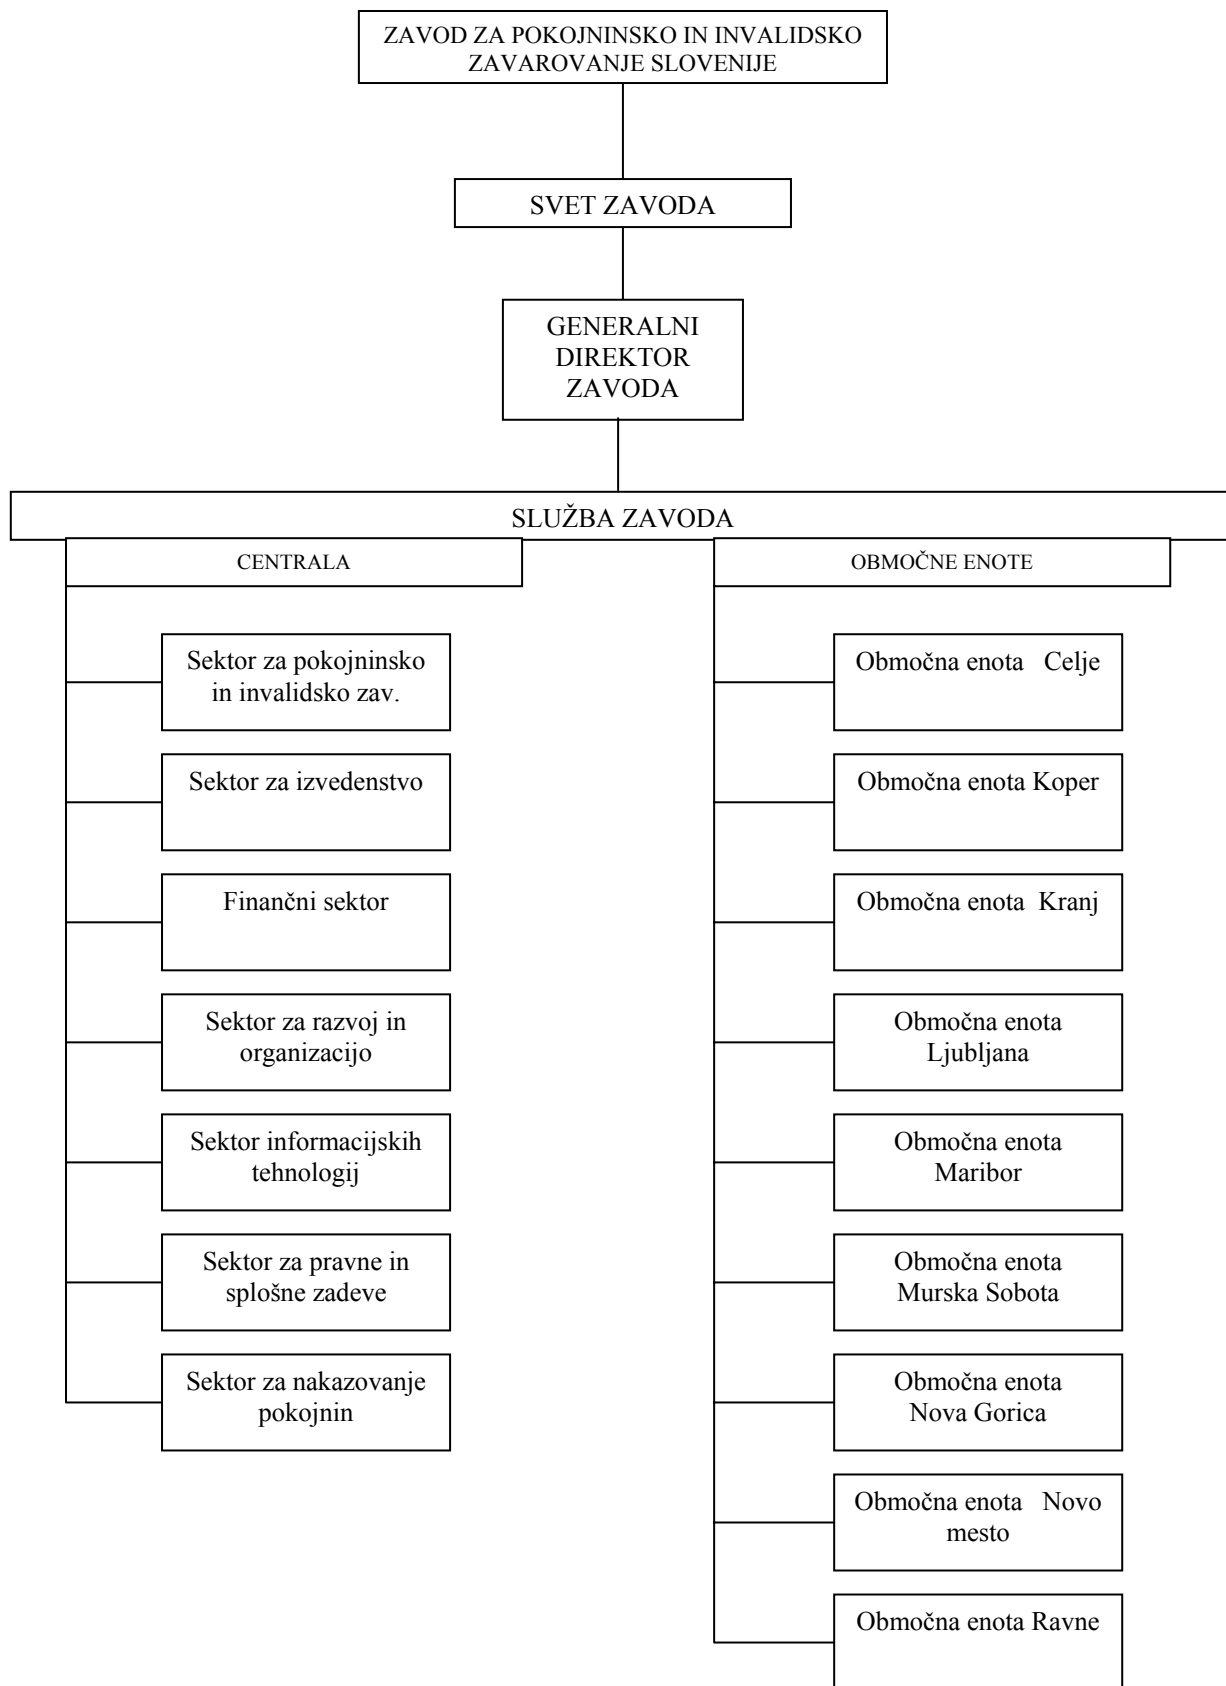 ZAVOD ZA POKOJNINSKO IN INVALIDSKO
ZAVAROVANJE SLOVENIJE
SVET ZAVODA
GENERALNI
DIREKTOR
ZAVODA
SLUŽBA ZAVODA
CENTRALA
Sektor za pokojninsko
in invalidsko zav.
Sektor za izvedenstvo
Finančni sektor
Sektor za razvoj in
organizacijo
Sektor informacijskih
tehnologij
Sektor za pravne in
splošne zadeve
Sektor za nakazovanje
pokojnin
OBMOČNE ENOTE
Območna enota Celje
Območna enota Koper
Območna enota Kranj
Območna enota
Ljubljana
Območna enota
Maribor
Območna enota
Murska Sobota
Območna enota
Nova Gorica
Območna enota Novo
mesto
Območna enota Ravne